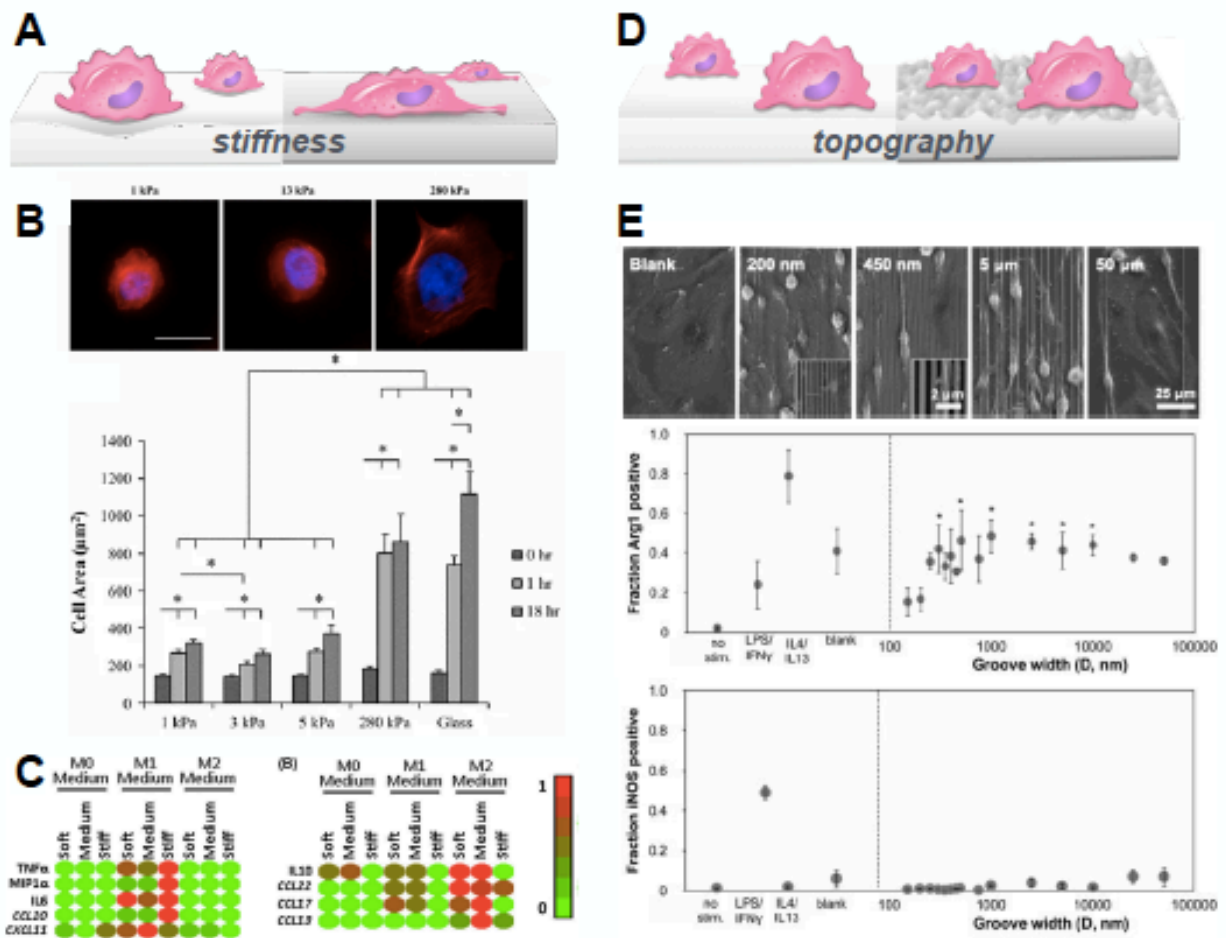 A
stiffness
B
1 kPa 13 kPa 280 kPa
*
*
* * * * * *
1400
1200
1000
800
600
400
200
0
Cell Area (µm²)
0 hr
1 hr
18 hr
1 kPa 3 kPa 5 kPa 280 kPa Glass
C
M0 Medium M1 Medium M2 Medium
Soft Medium Stiff Soft Medium Stiff Soft Medium Stiff
TNFα
MIP1α
IL6
CCL20
CXCL11
(B)
M0 Medium M1 Medium M2 Medium
Soft Medium Stiff Soft Medium Stiff Soft Medium Stiff
IL10
CCL22
CCL17
CCL13
1
0
D
topography
E
Blank 200 nm 450 nm 5 µm 50 µm
2 µm 25 µm
1.0
0.8
0.6
0.4
0.2
0
Fraction Arg1 positive
* * * * * *
no stim. LPS/ IFNγ IL4/ IL13 blank 100 1000 10000 100000
Groove width (D, nm)
1.0
0.8
0.6
0.4
0.2
0
Fraction iNOS positive
no stim. LPS/ IFNγ IL4/ IL13 blank 100 1000 10000 100000
Groove width (D, nm)